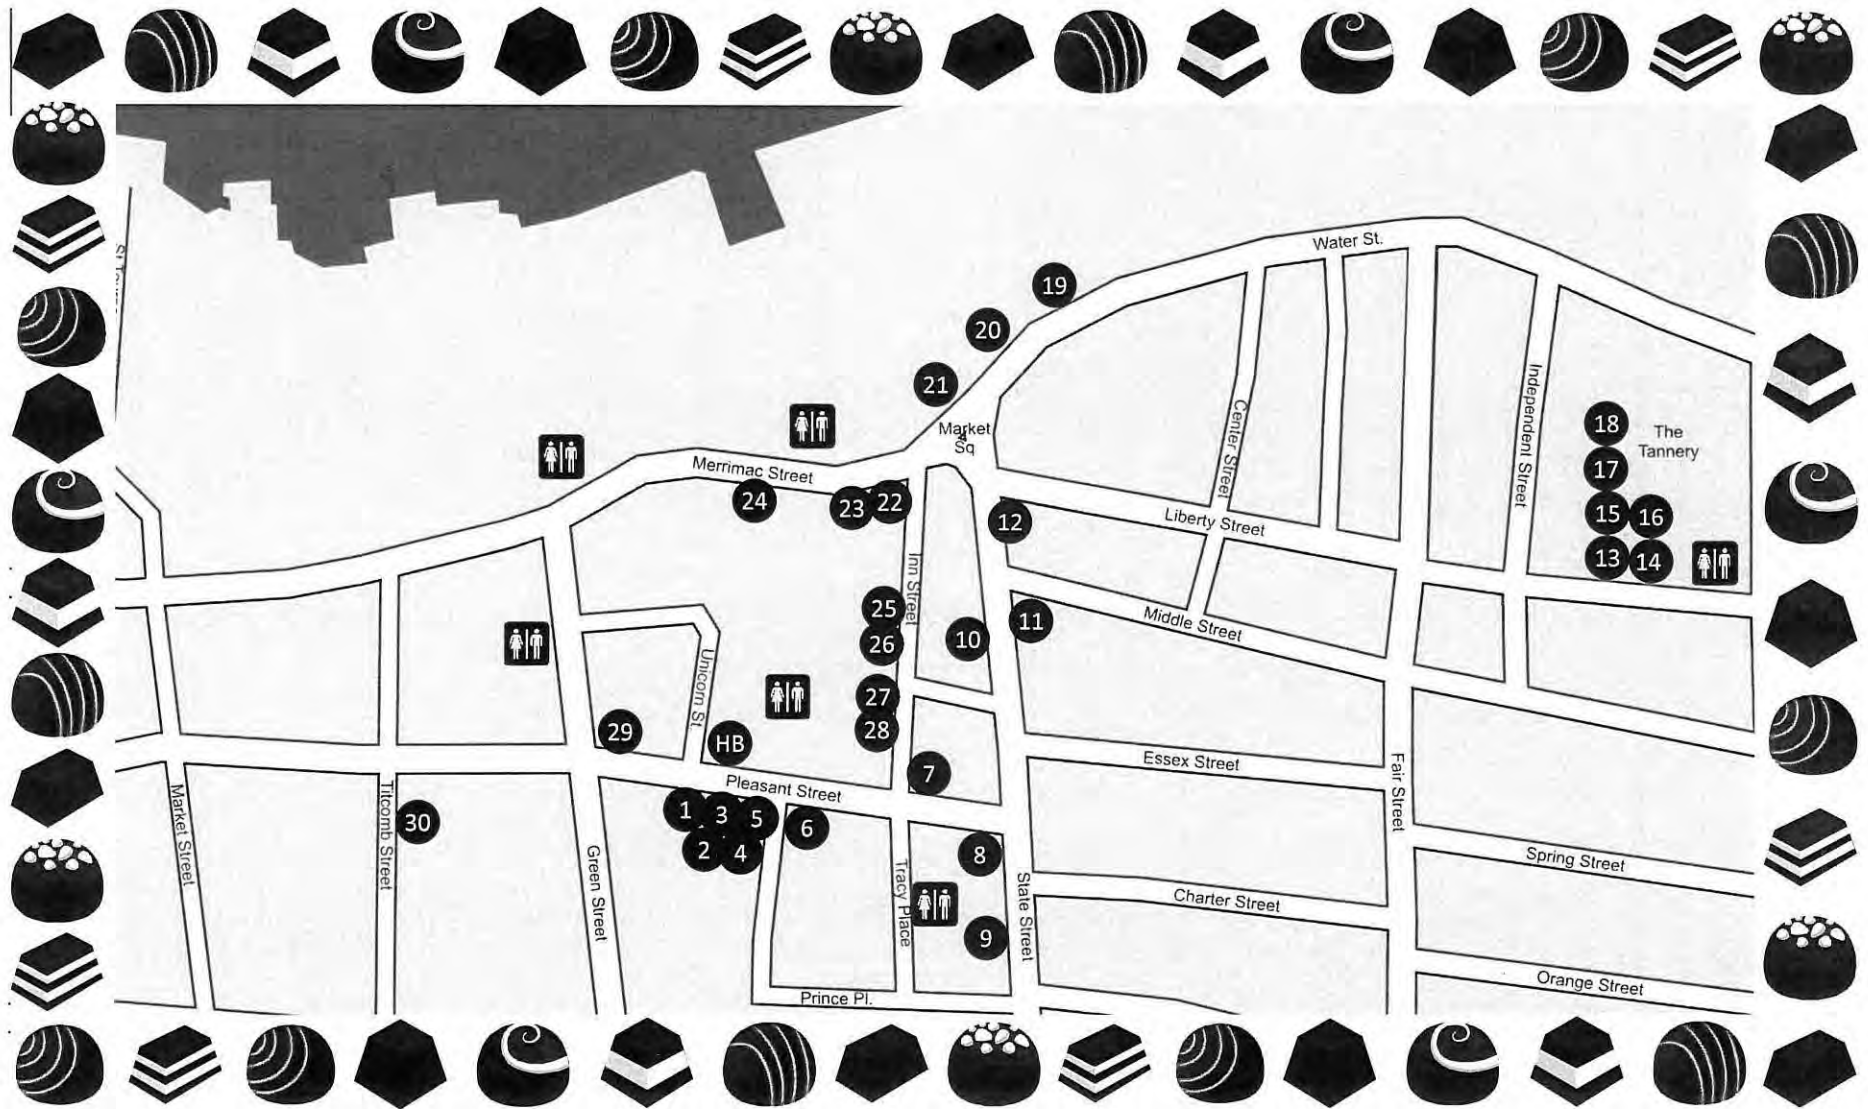 Water St.
19
20
21
Market
Sq
Merrimac Street
24
23
22
12
Liberty Street
Center Street
Independent Street
18
The
Tannery
17
15
16
13
14
Inn Street
25
26
10
11
Middle Street
27
28
Unicorn St.
29
HB
7
Essex Street
Fair Street
Pleasant Street
1
3
5
2
4
6
8
9
30
Market Street
Titcomb Street
Green Street
Tracy Place
State Street
Charter Street
Spring Street
Orange Street
Prince Pl.